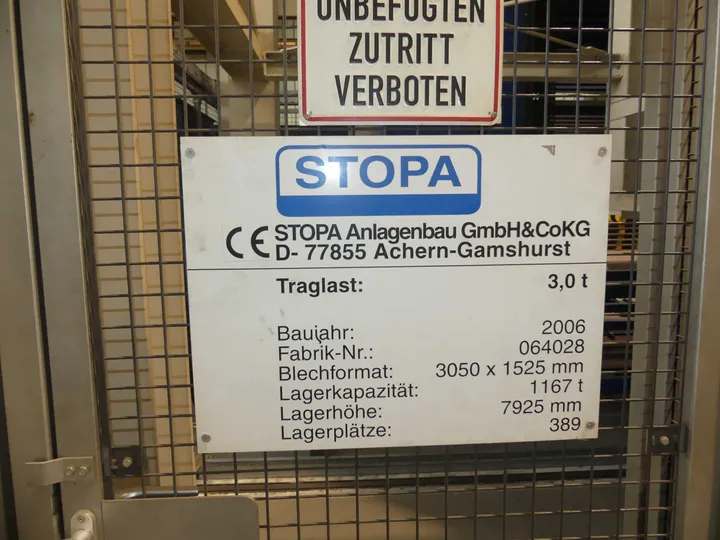 UNBEFUGTEN
ZUTRITT
VERBOTEN
STOPA
CE STOPA Anlagenbau GmbH&CoKG
D- 77855 Achern-Gamshurst
Traglast: 3,0 t
Baujahr: 2006
Fabrik-Nr.: 064028
Blechformat: 3050 x 1525 mm
Lagerkapazität: 1167 t
Lagerhöhe: 7925 mm
Lagerplätze: 389